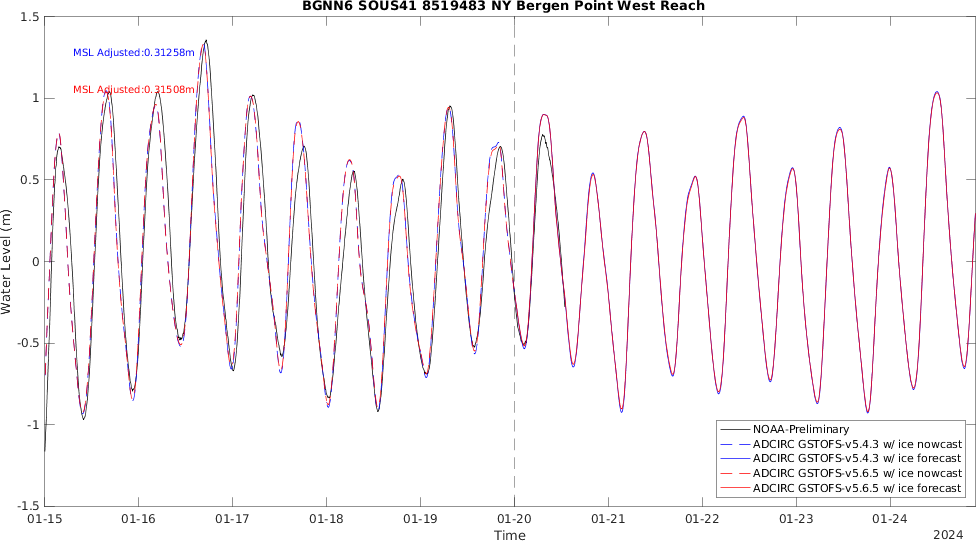 BGNN6 SOUS41 8519483 NY Bergen Point West Reach
1.5
1
0.5
0
-0.5
-1
-1.5
Water Level (m)
MSL Adjusted:0.31258m
MSL Adjusted:0.31508m
NOAA-Preliminary
ADCIRC GSTOFS-v5.4.3 w/ ice nowcast
ADCIRC GSTOFS-v5.4.3 w/ ice forecast
ADCIRC GSTOFS-v5.6.5 w/ ice nowcast
ADCIRC GSTOFS-v5.6.5 w/ ice forecast
01-15 01-16 01-17 01-18 01-19 01-20 01-21 01-22 01-23 01-24
Time
2024